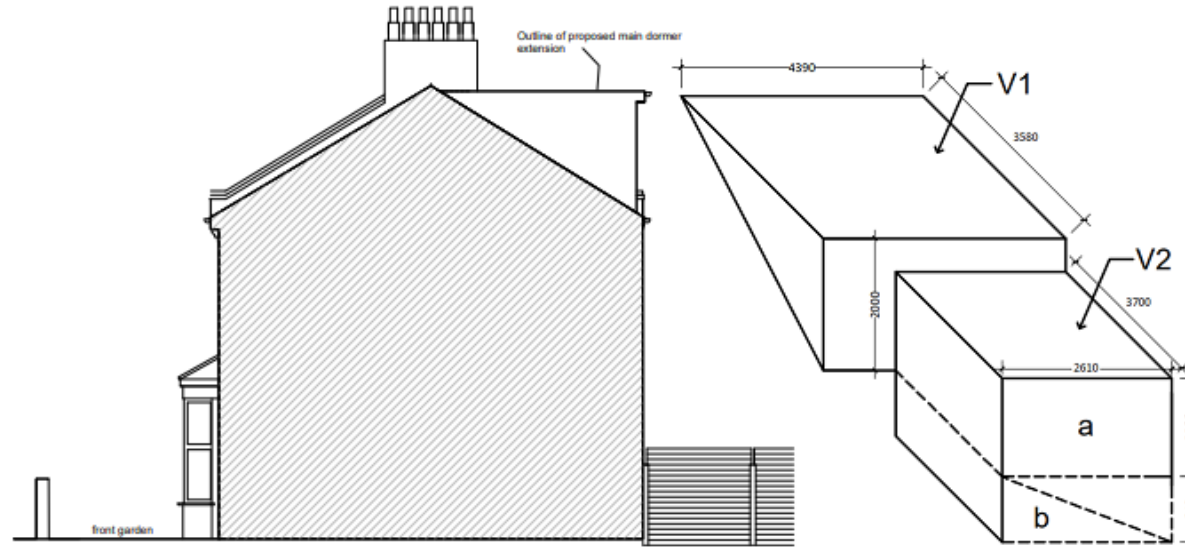 Outline of proposed main dormer
extension
4390
V1
3580
V2
3700
2000
2610
a
b
front garden